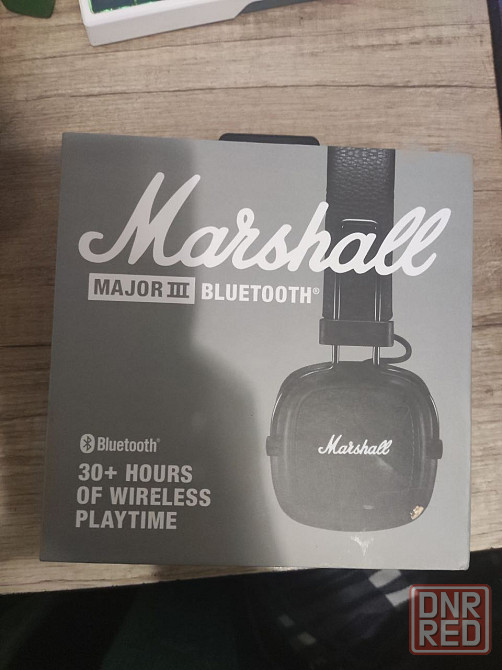 Marshall
MAJOR III BLUETOOTH®
Marshall
Bluetooth®
30+ HOURS
OF WIRELESS
PLAYTIME
DNR
RED